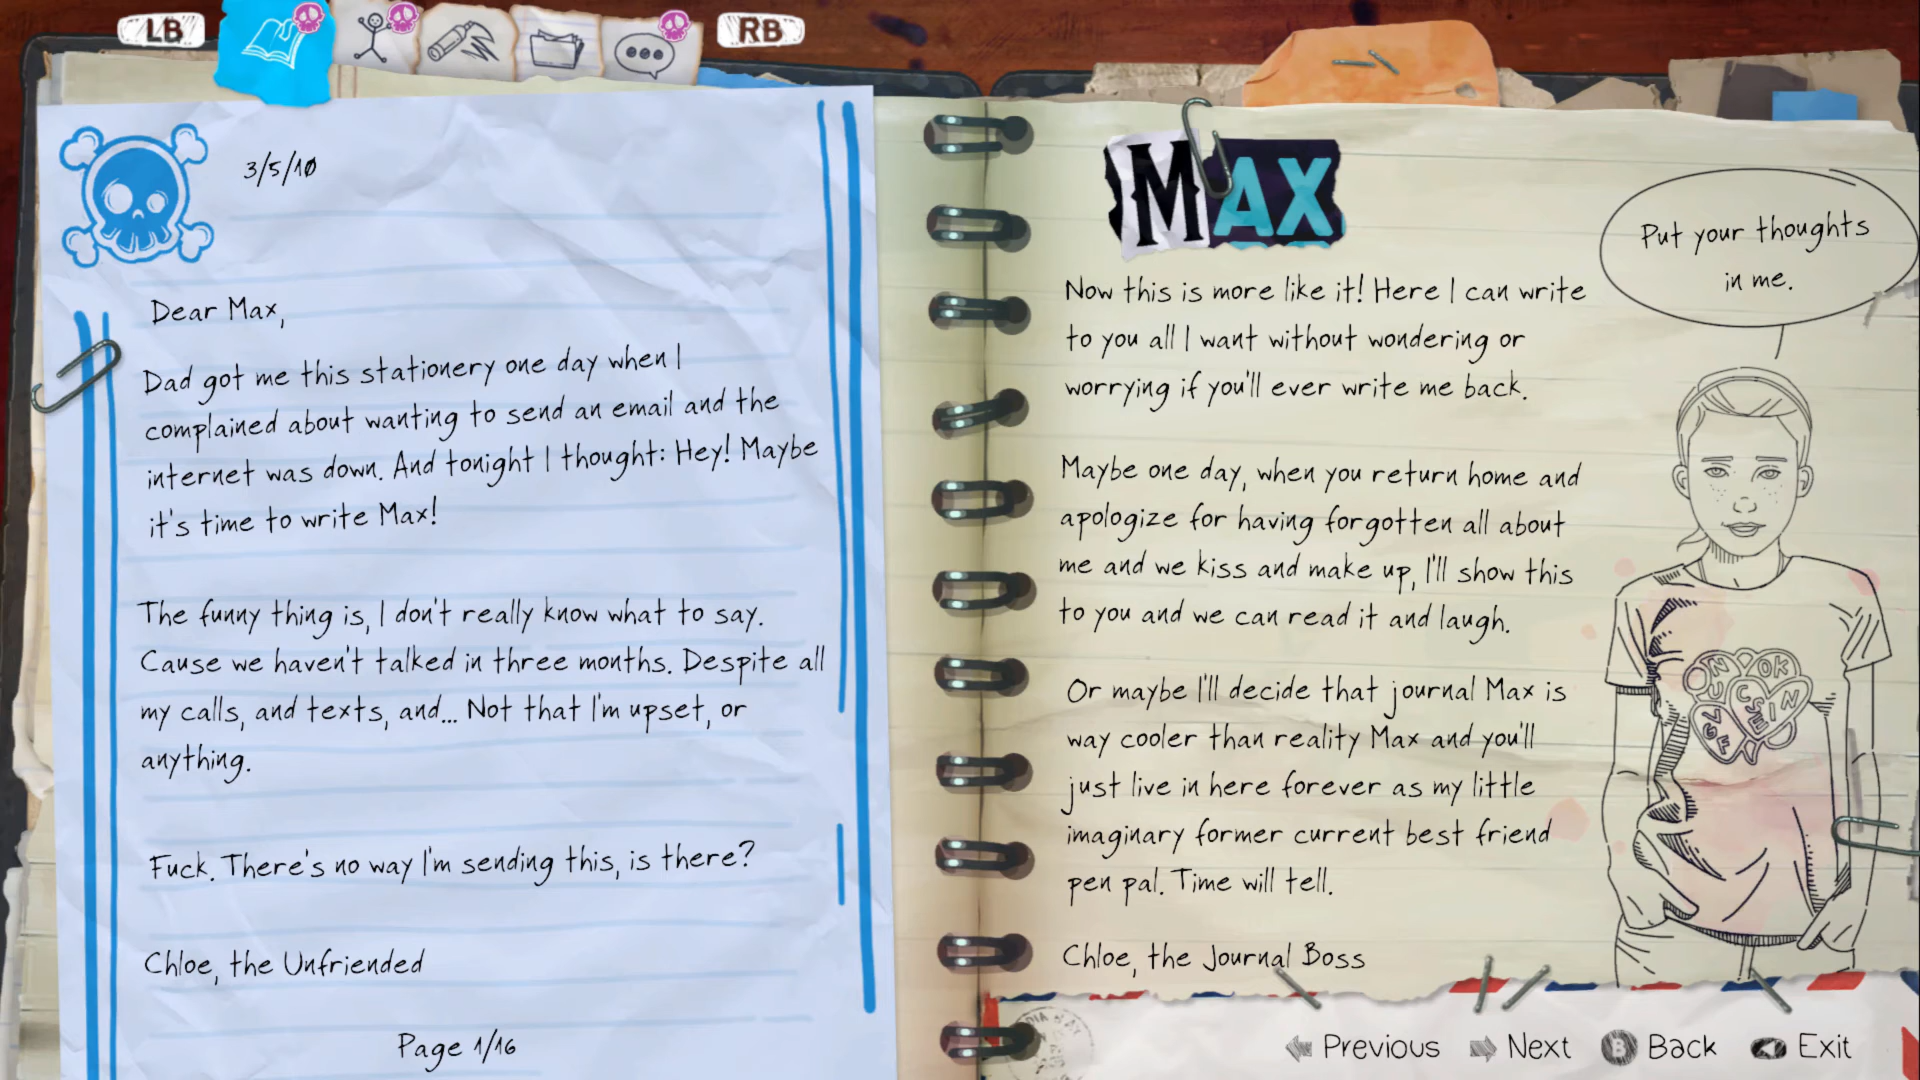 LB
RB
3/5/10
Dear Max,
Dad got me this stationery one day when I
complained about wanting to send an email and the
internet was down. And tonight I thought: Hey! Maybe
it's time to write Max!
The funny thing is, I don't really know what to say.
Cause we haven't talked in three months. Despite all
my calls, and texts, and... Not that I'm upset, or
anything.
Fuck. There's no way I'm sending this, is there?
Chloe, the Unfriended
Page 1/16
MAX
Now this is more like it! Here I can write
to you all I want without wondering or
worrying if you'll ever write me back.
Maybe one day, when you return home and
apologize for having forgotten all about
me and we kiss and make up, I'll show this
to you and we can read it and laugh.
Or maybe I'll decide that journal Max is
way cooler than reality Max and you'll
just live in here forever as my little
imaginary former current best friend
pen pal. Time will tell.
Chloe, the Journal Boss
Put your thoughts
in me.
OK
Previous
Next
B Back
Exit